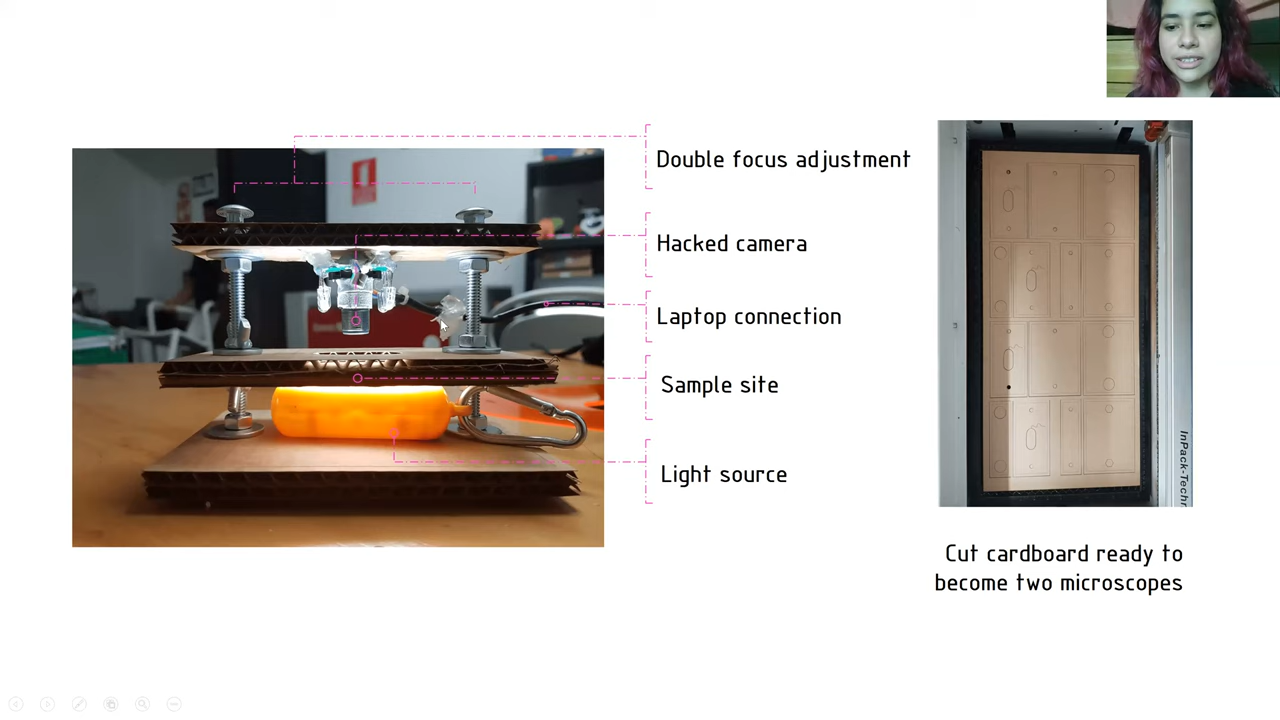 Double focus adjustment
Hacked camera
Laptop connection
Sample site
Light source
InPack-Techn
Cut cardboard ready to
become two microscopes